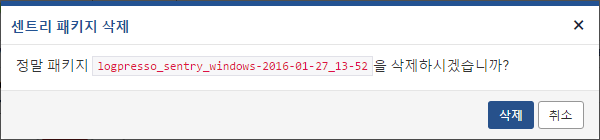 센트리 패키지 삭제
정말 패키지 logpresso_sentry_windows-2016-01-27_13-52 을 삭제하시겠습니까?
삭제 취소